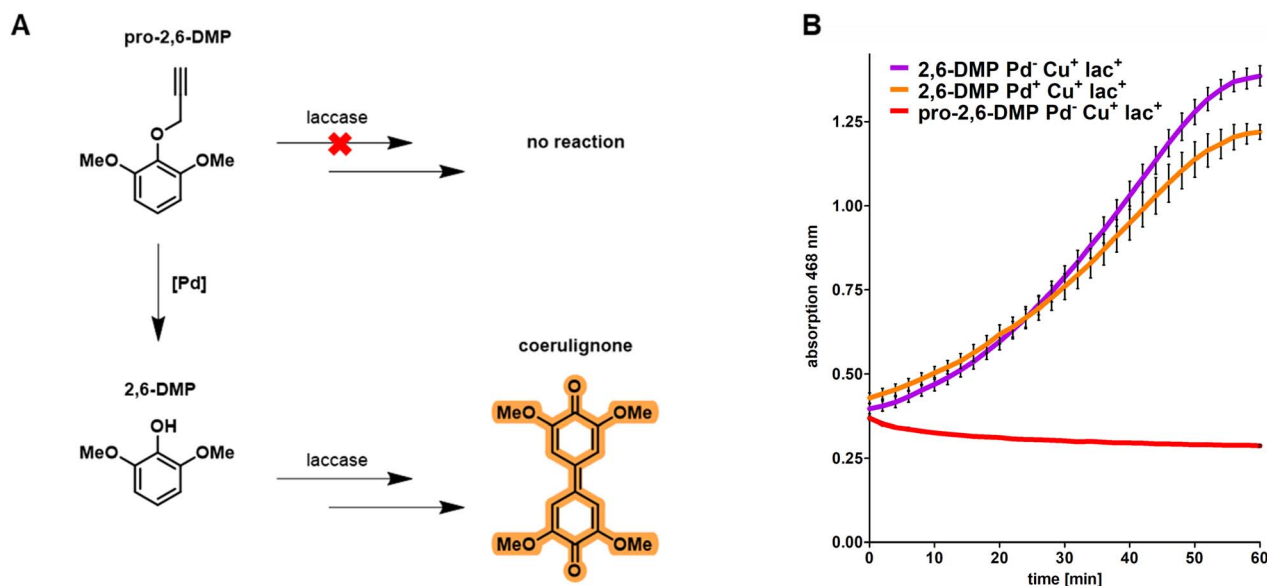 A
pro-2,6-DMP
O
MeO
OMe
laccase
no reaction
[Pd]
2,6-DMP
OH
MeO
OMe
laccase
coerulignone
O
MeO
OMe
MeO
OMe
O
B
2,6-DMP Pd⁻ Cu⁺ lac⁺
2,6-DMP Pd⁺ Cu⁺ lac⁺
pro-2,6-DMP Pd⁻ Cu⁺ lac⁺
absorption 468 nm
1.25
1.00
0.75
0.50
0.25
0.00
0 10 20 30 40 50 60
time [min]